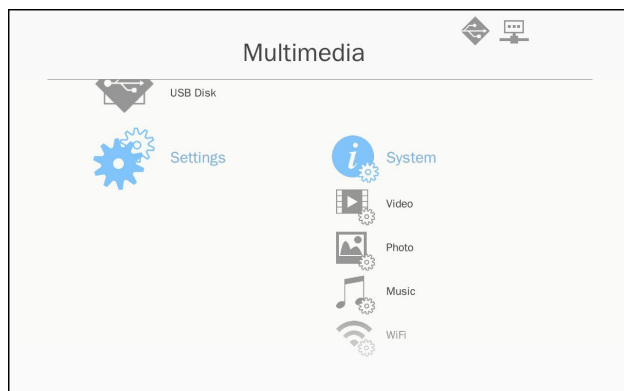 Multimedia
USB Disk
Settings
System
Video
Photo
Music
WiFi